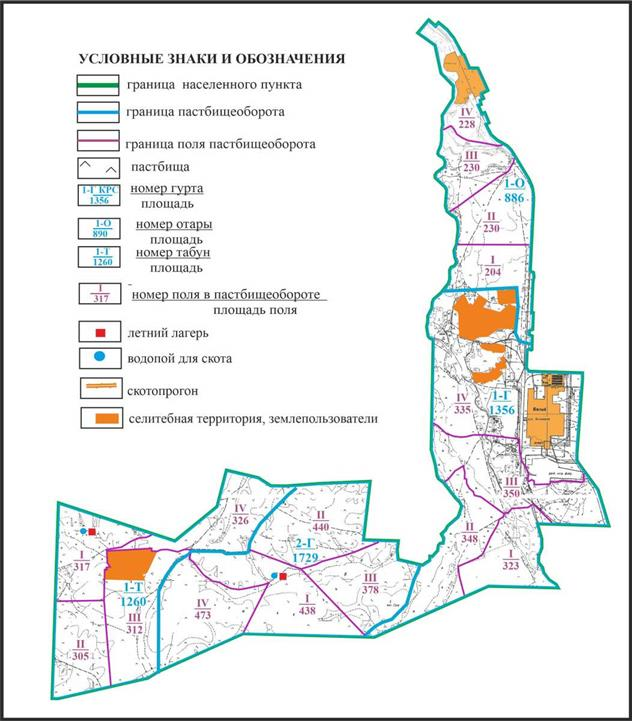 УСЛОВНЫЕ ЗНАКИ И ОБОЗНАЧЕНИЯ
граница населенного пункта
граница пастбищеоборота
граница поля пастбищеоборота
пастбища
1-Г КРС
1356
номер гурта
площадь
1-О
890
номер отары
площадь
1-Т
1260
номер табун
площадь
I
317
номер поля в пастбищеобороте
площадь поля
летний лагерь
водопой для скота
скотопрогон
селитебная территория, землепользователи
IV
228
III
230
1-О
886
II
230
I
204
IV
335
1-Г
1356
III
350
II
348
I
323
IV
326
II
440
2-Г
1729
I
317
1-Т
1260
III
312
II
305
IV
473
I
438
III
378